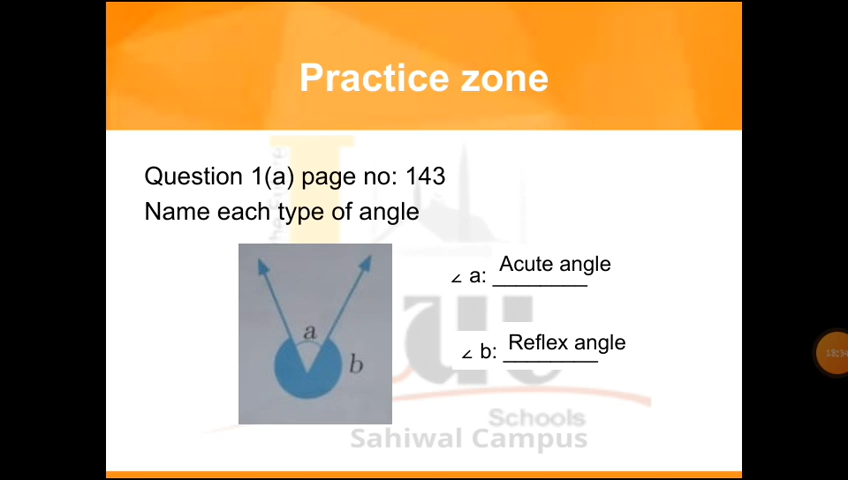 Practice zone
Question 1(a) page no: 143
Name each type of angle
a
b
∠ a: Acute angle
∠ b: Reflex angle
Schools
Sahiwal Campus